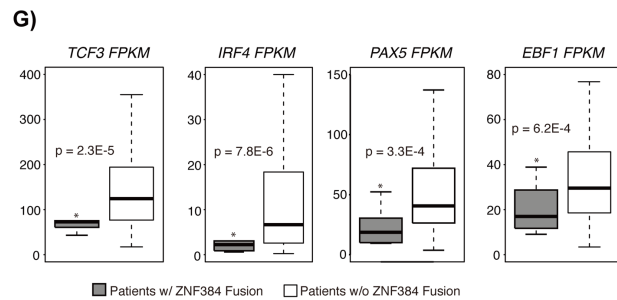 G)
TCF3 FPKM
IRF4 FPKM
PAX5 FPKM
EBF1 FPKM
400
300
200
100
0
p = 2.3E-5
*
40
30
20
10
0
p = 7.8E-6
*
150
100
50
0
p = 3.3E-4
*
80
60
40
20
0
p = 6.2E-4
*
Patients w/ ZNF384 Fusion
Patients w/o ZNF384 Fusion